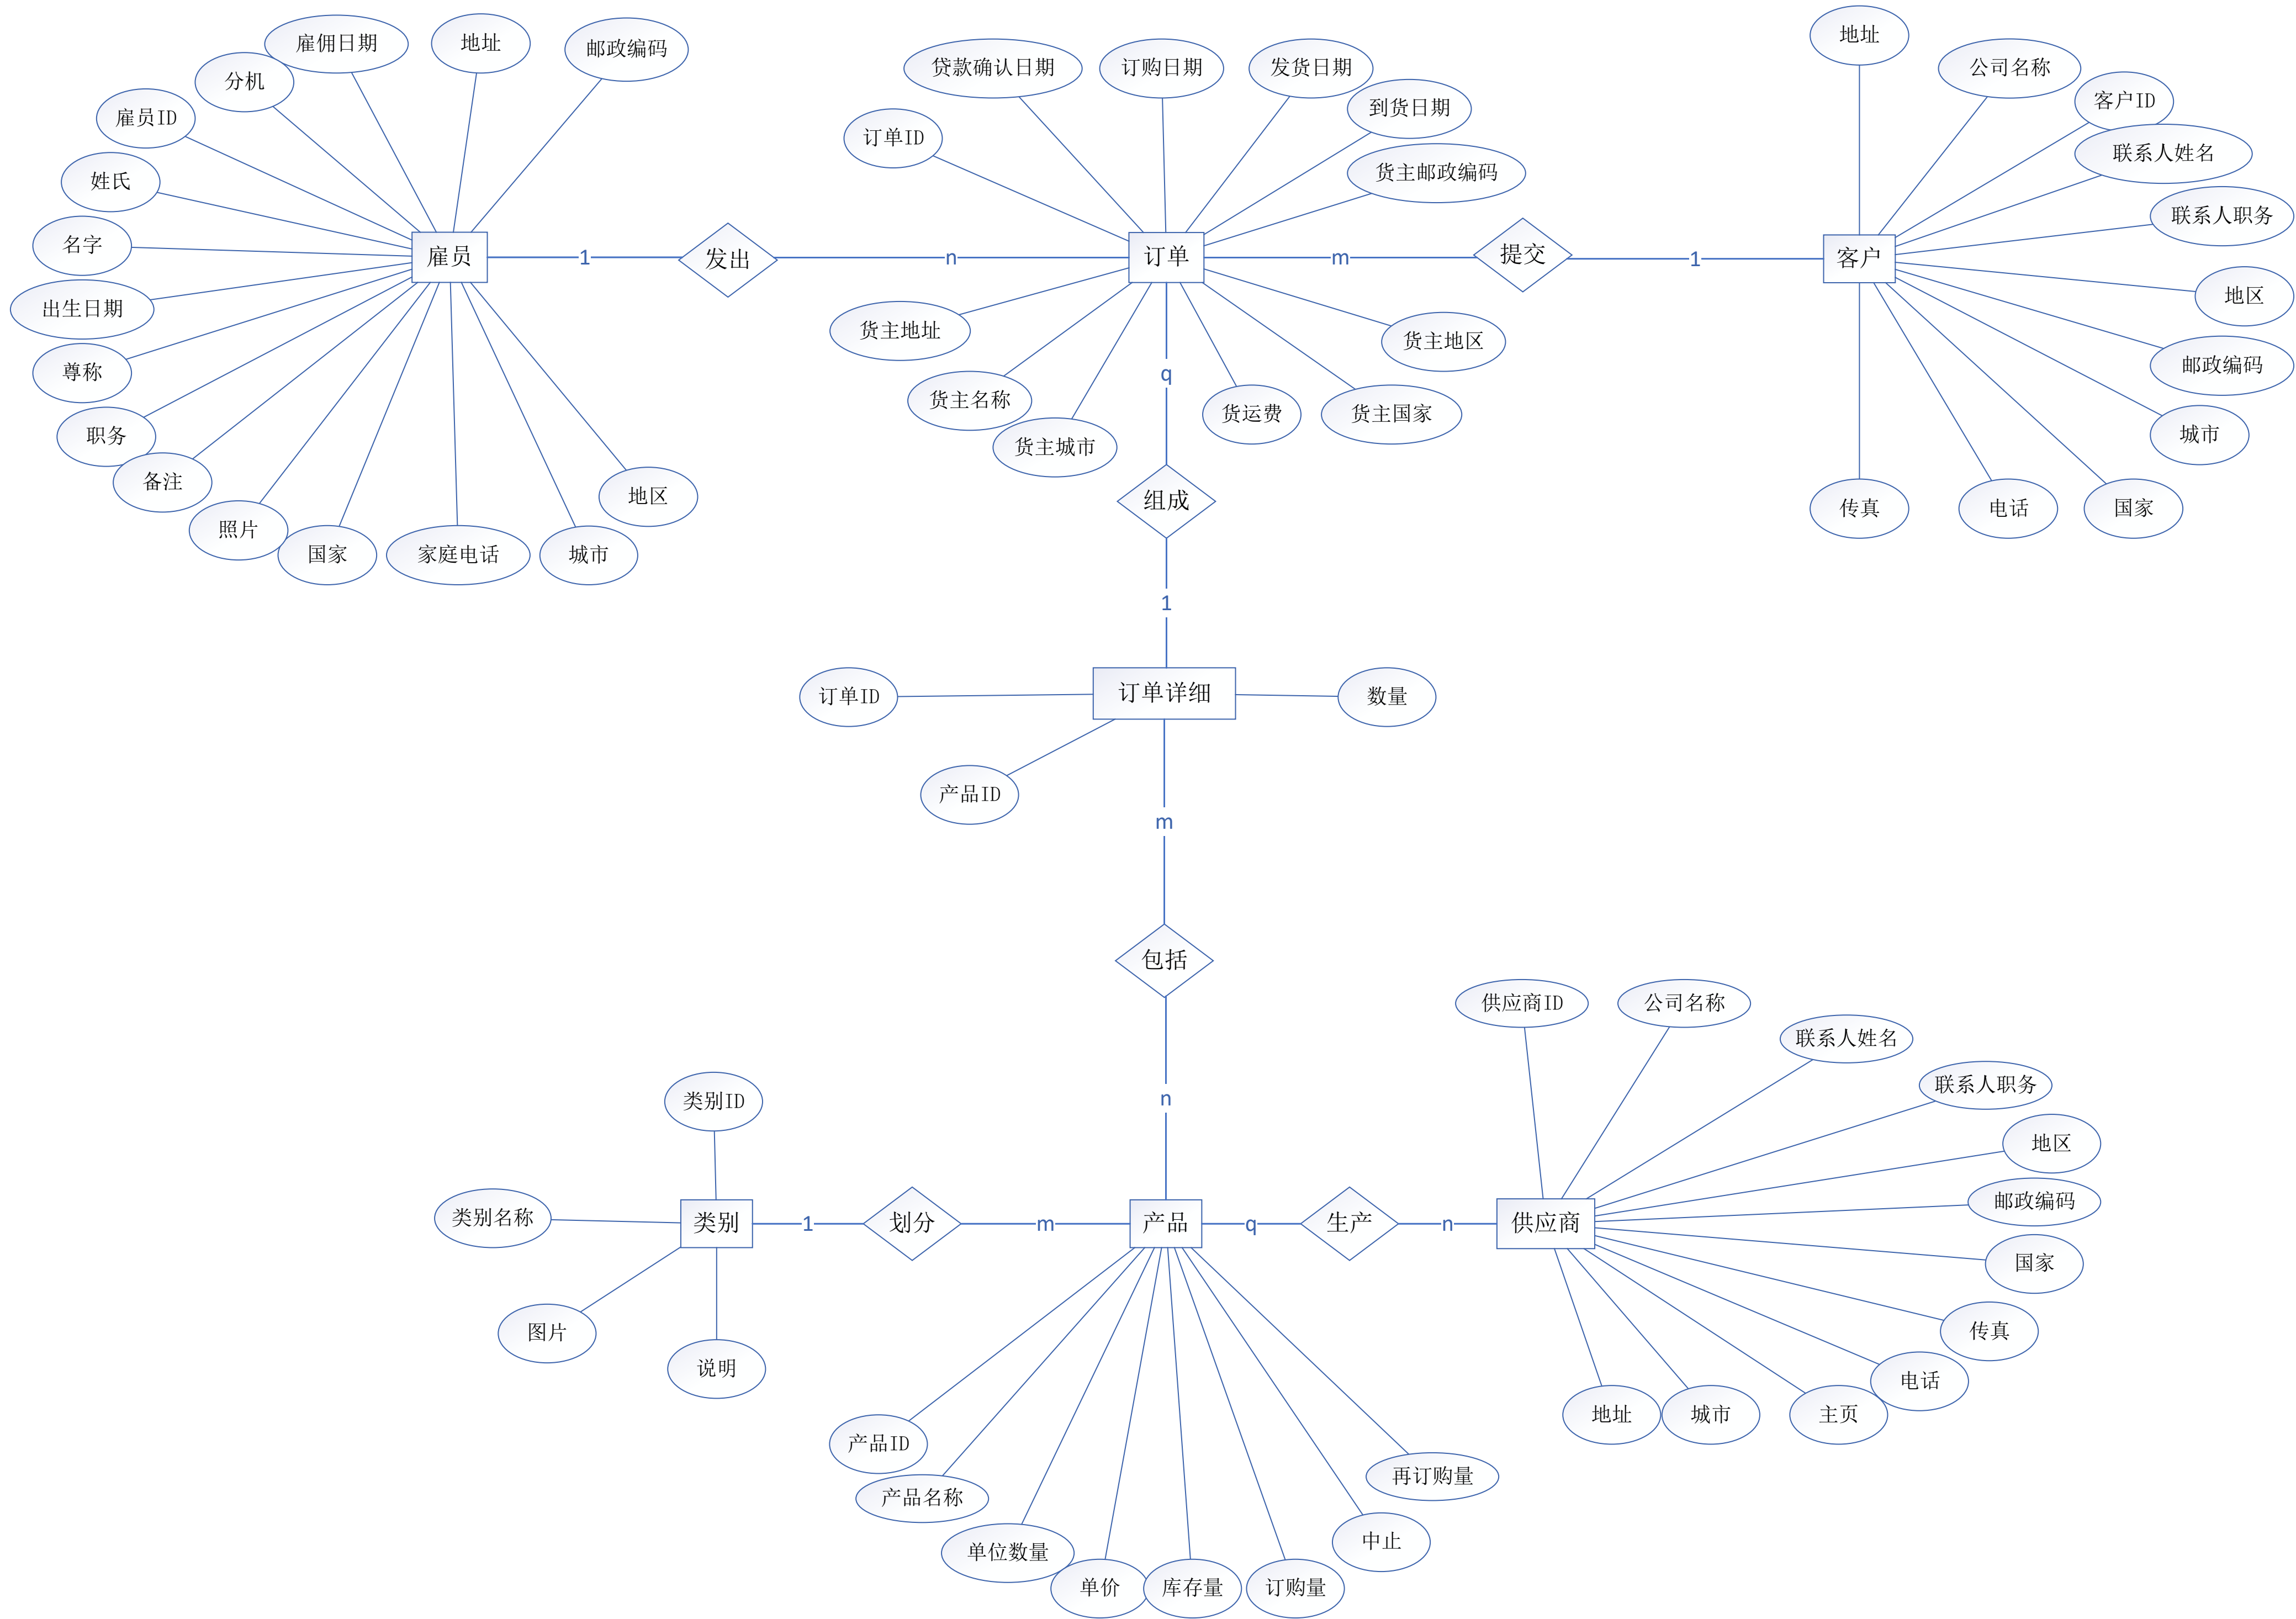 雇佣日期
地址
邮政编码
分机
雇员ID
姓氏
名字
出生日期
尊称
职务
备注
照片
国家
家庭电话
城市
地区
雇员
1
发出
n
贷款确认日期
订购日期
发货日期
到货日期
订单ID
货主邮政编码
订单
货主地址
货主名称
货主城市
货运费
货主国家
货主地区
m
提交
1
地址
公司名称
客户ID
联系人姓名
联系人职务
客户
地区
邮政编码
城市
国家
电话
传真
q
组成
1
订单ID
订单详细
数量
产品ID
m
包括
n
类别ID
类别名称
类别
图片
说明
1
划分
m
产品
q
生产
n
供应商
供应商ID
公司名称
联系人姓名
联系人职务
地区
邮政编码
国家
传真
电话
主页
城市
地址
产品ID
产品名称
单位数量
单价
库存量
订购量
中止
再订购量